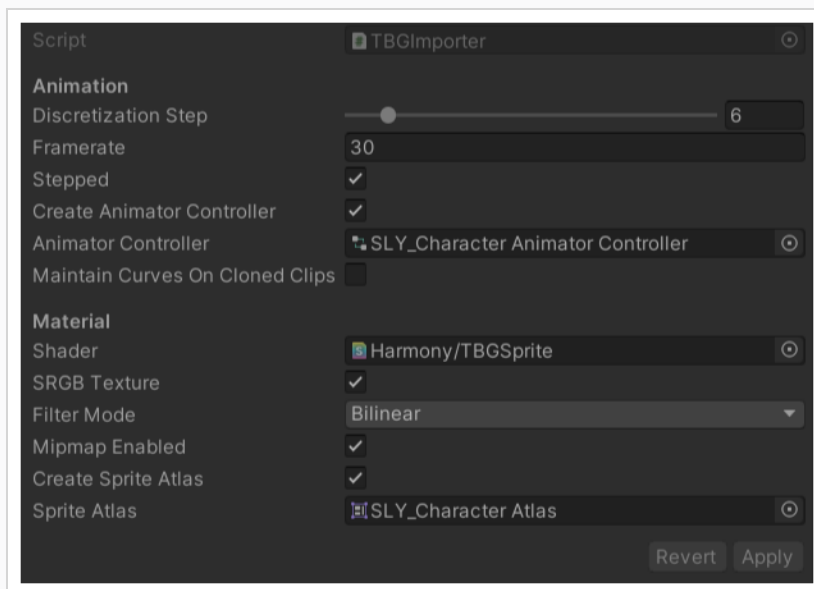 Script TBGImporter
Animation
Discretization Step 6
Framerate 30
Stepped
Create Animator Controller
Animator Controller SLY_Character Animator Controller
Maintain Curves On Cloned Clips
Material
Shader Harmony/TBGSprite
SRGB Texture
Filter Mode Bilinear
Mipmap Enabled
Create Sprite Atlas
Sprite Atlas SLY_Character Atlas
Revert Apply